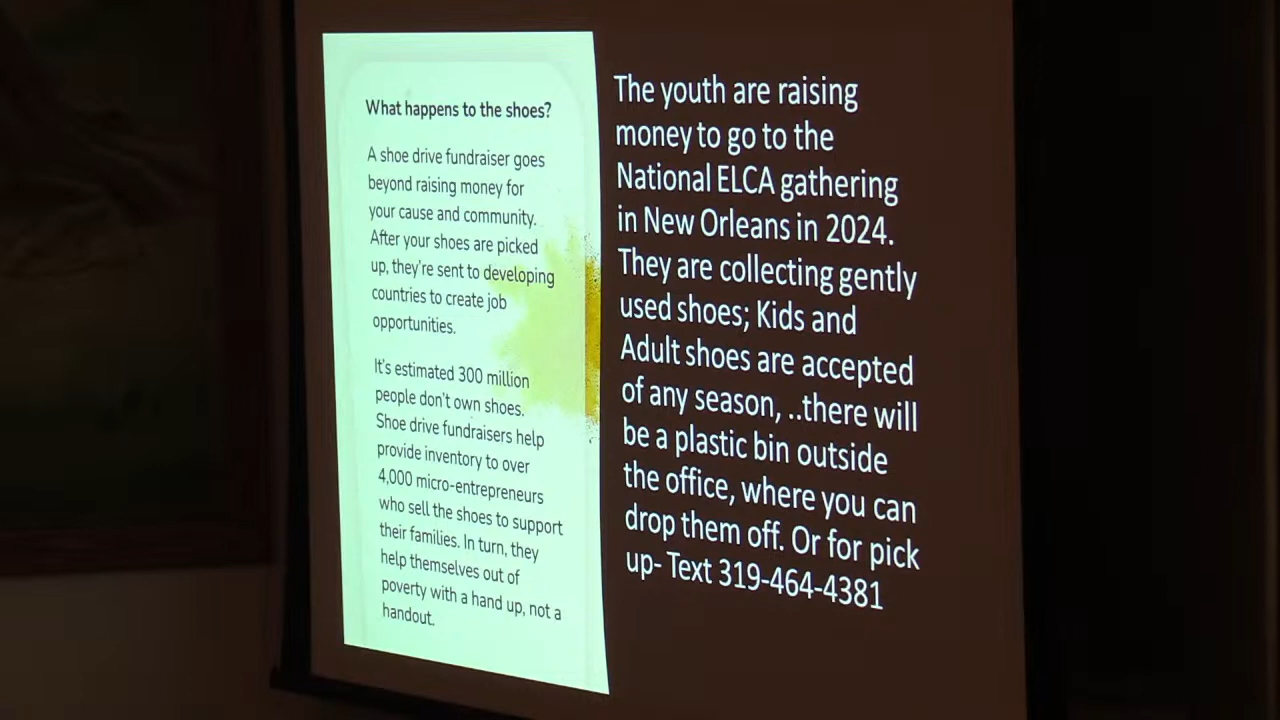 What happens to the shoes?
A shoe drive fundraiser goes
beyond raising money for
your cause and community.
After your shoes are picked
up, they're sent to developing
countries to create job
opportunities.
It's estimated 300 million
people don't own shoes.
Shoe drive fundraisers help
provide inventory to over
4,000 micro-entrepreneurs
who sell the shoes to support
their families. In turn, they
help themselves out of
poverty with a hand up, not a
handout.
The youth are raising
money to go to the
National ELCA gathering
in New Orleans in 2024.
They are collecting gently
used shoes; Kids and
Adult shoes are accepted
of any season, ..there will
be a plastic bin outside
the office, where you can
drop them off. Or for pick
up- Text 319-464-4381